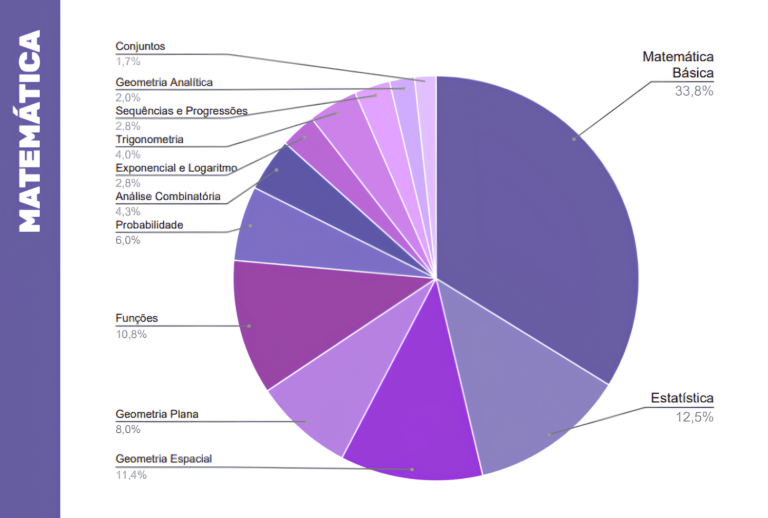 MATEMÁTICA
Conjuntos
1,7%
Geometria Analítica
2,0%
Sequências e Progressões
2,8%
Trigonometria
4,0%
Exponencial e Logaritmo
2,8%
Análise Combinatória
4,3%
Probabilidade
6,0%
Funções
10,8%
Geometria Plana
8,0%
Geometria Espacial
11,4%
Matemática
Básica
33,8%
Estatística
12,5%